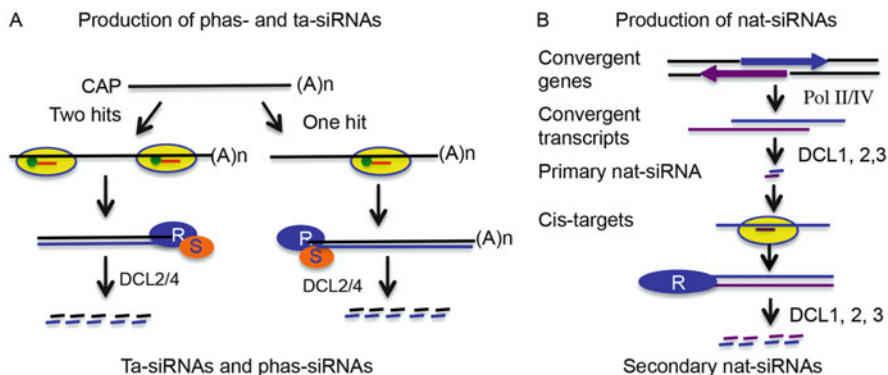 A
Production of phas- and ta-siRNAs
CAP
(A)n
Two hits
One hit
(A)n
(A)n
R
S
R
S
(A)n
DCL2/4
DCL2/4
Ta-siRNAs and phas-siRNAs
B
Production of nat-siRNAs
Convergent
genes
Pol II/IV
Convergent
transcripts
DCL1, 2,3
Primary nat-siRNA
Cis-targets
R
DCL1, 2, 3
Secondary nat-siRNAs